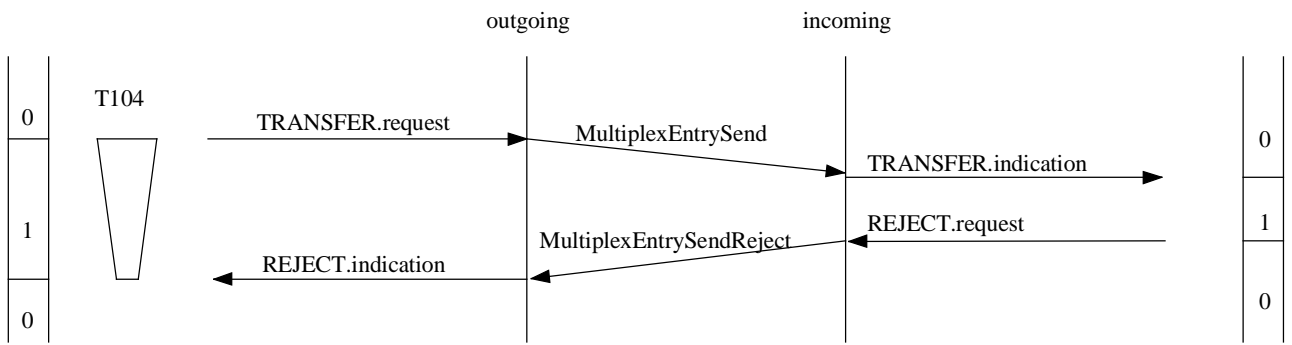 outgoing
incoming
T104
0
TRANSFER.request
MultiplexEntrySend
0
TRANSFER.indication
1
MultiplexEntrySendReject
REJECT.request
1
REJECT.indication
0
0